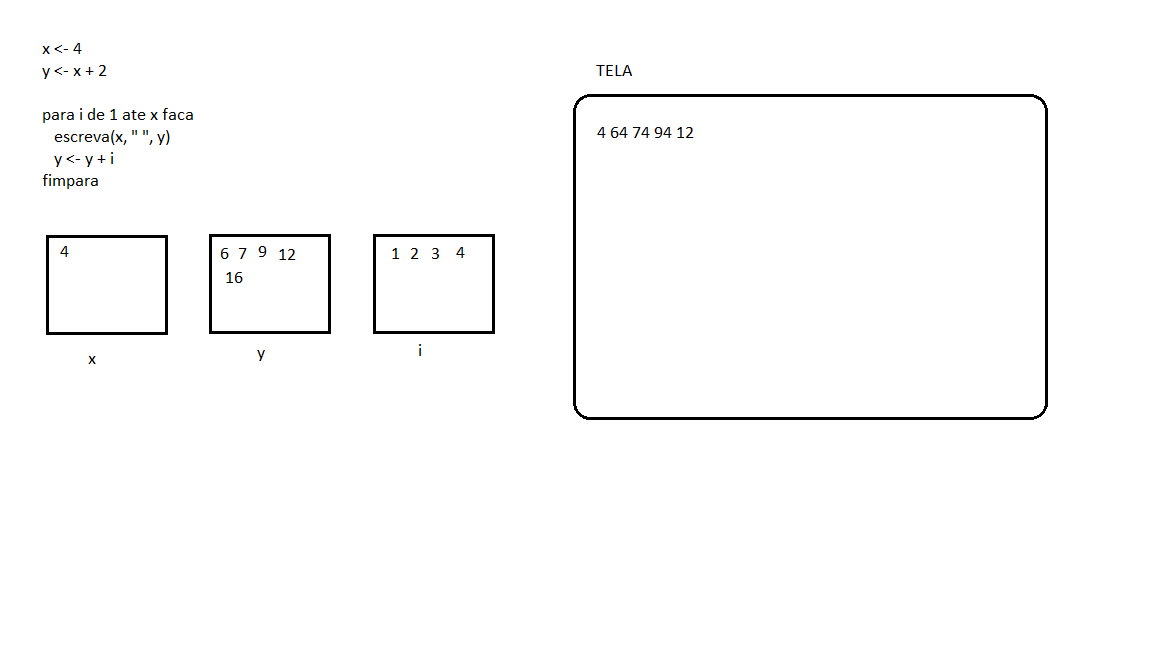 x <- 4
y <- x + 2
para i de 1 ate x faca
escreva(x, " ", y)
y <- y + i
fimpara
4
x
6 7 9 12
16
y
1 2 3 4
i
TELA
4 64 74 94 12